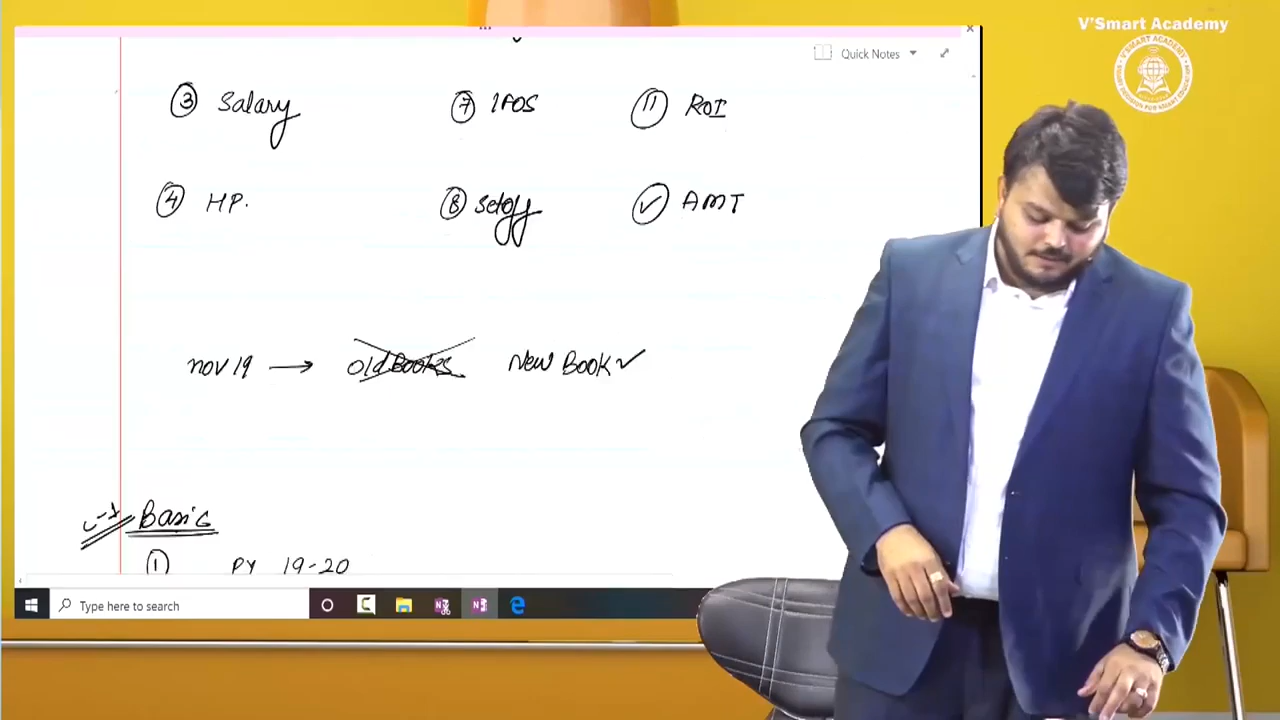 V'Smart Academy
Quick Notes
③ Salary ⑦ IFOS ⑪ ROI
④ HP. ⑧ Setoff ✓ AMT
Nov 19 → Old Books New Book ✓
L-1 Basic
① PY 19-20
Type here to search